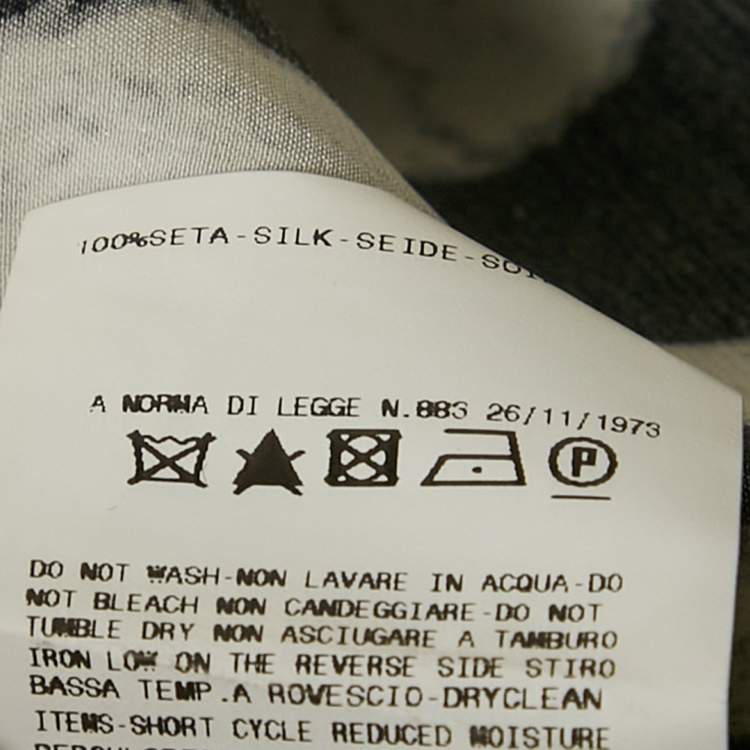 100%SETA-SILK-SEIDE-
A NORMA DI LEGGE N.883 26/11/1973
P
DO NOT WASH-NON LAVARE IN ACQUA-DO
NOT BLEACH NON CANDEGGIARE-DO NOT
TUMBLE DRY NON ASCIUGARE A TAMBURO
IRON LOW ON THE REVERSE SIDE STIRO
BASSA TEMP.A ROVESCIO-DRYCLEAN
ITEMS-SHORT CYCLE REDUCED MOISTURE